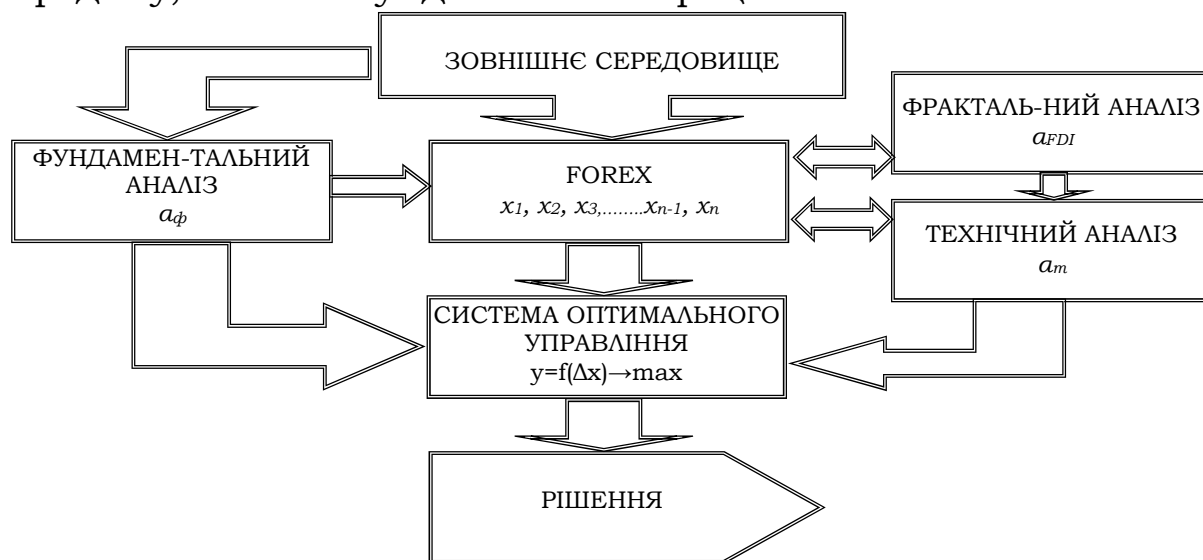 ЗОВНІШНЄ СЕРЕДОВИЩЕ
ФРАКТАЛЬ-НИЙ АНАЛІЗ
aFDI
ФУНДАМЕН-ТАЛЬНИЙ
АНАЛІЗ
aф
FOREX
x1, x2, x3,........xn-1, xn
ТЕХНІЧНИЙ АНАЛІЗ
am
СИСТЕМА ОПТИМАЛЬНОГО
УПРАВЛІННЯ
y=f(Δx)→max
РІШЕННЯ